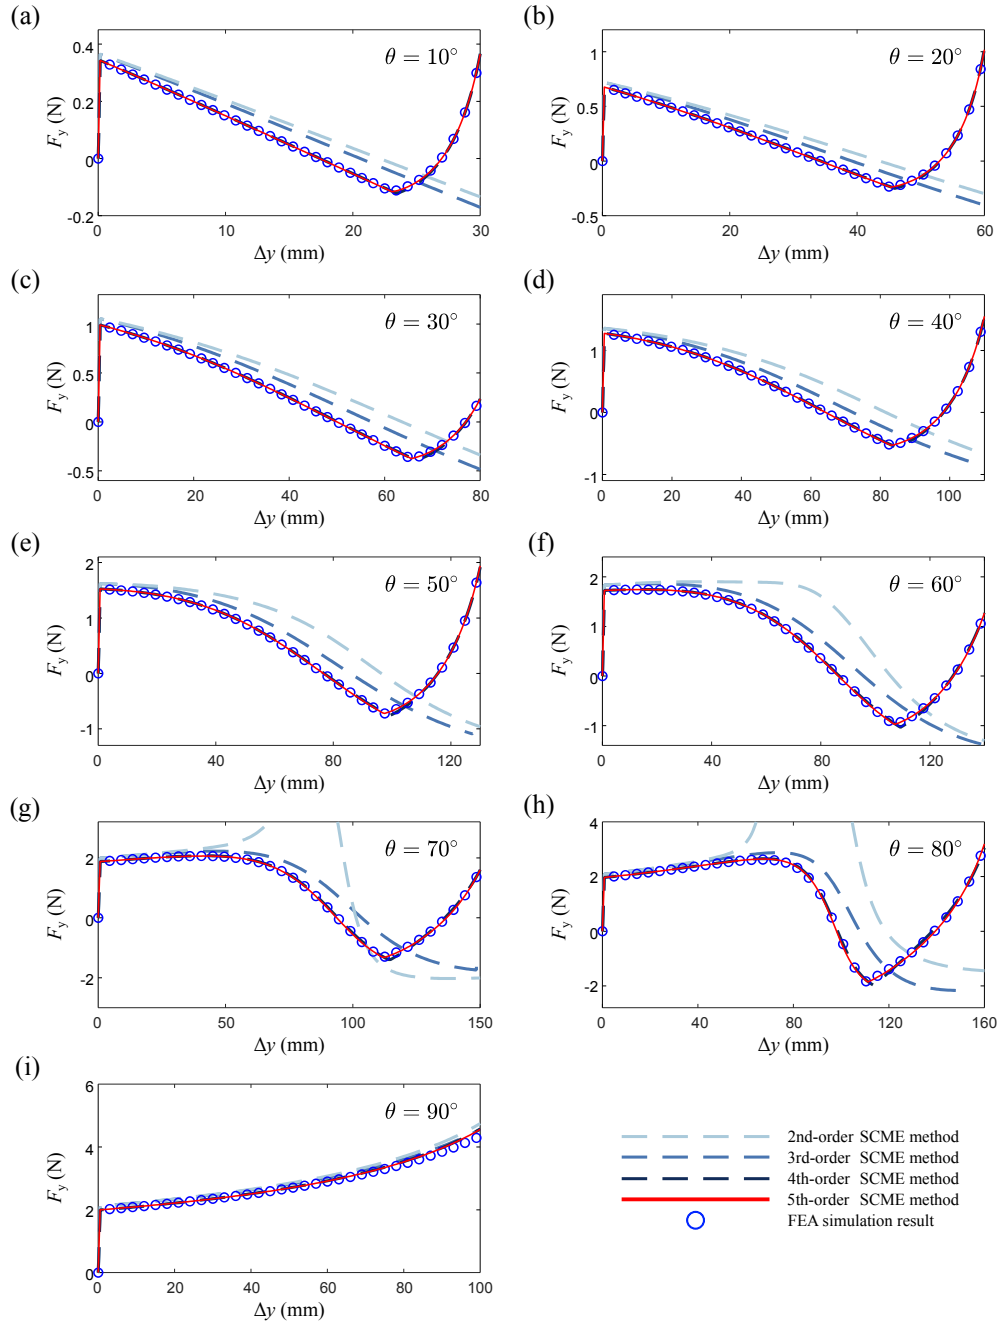 (a)
θ = 10°
F_y (N)
0.4
0.2
0
-0.2
0
10
20
30
Δy (mm)
(b)
θ = 20°
F_y (N)
1
0.5
0
-0.5
0
20
40
60
Δy (mm)
(c)
θ = 30°
F_y (N)
1
0.5
0
-0.5
0
20
40
60
80
Δy (mm)
(d)
θ = 40°
F_y (N)
1
0
-1
0
20
40
60
80
100
Δy (mm)
(e)
θ = 50°
F_y (N)
2
1
0
-1
0
40
80
120
Δy (mm)
(f)
θ = 60°
F_y (N)
2
1
0
-1
0
40
80
120
Δy (mm)
(g)
θ = 70°
F_y (N)
2
0
-2
0
50
100
150
Δy (mm)
(h)
θ = 80°
F_y (N)
4
2
0
-2
0
40
80
120
160
Δy (mm)
(i)
θ = 90°
F_y (N)
6
4
2
0
0
20
40
60
80
100
Δy (mm)
2nd-order SCME method
3rd-order SCME method
4th-order SCME method
5th-order SCME method
FEA simulation result